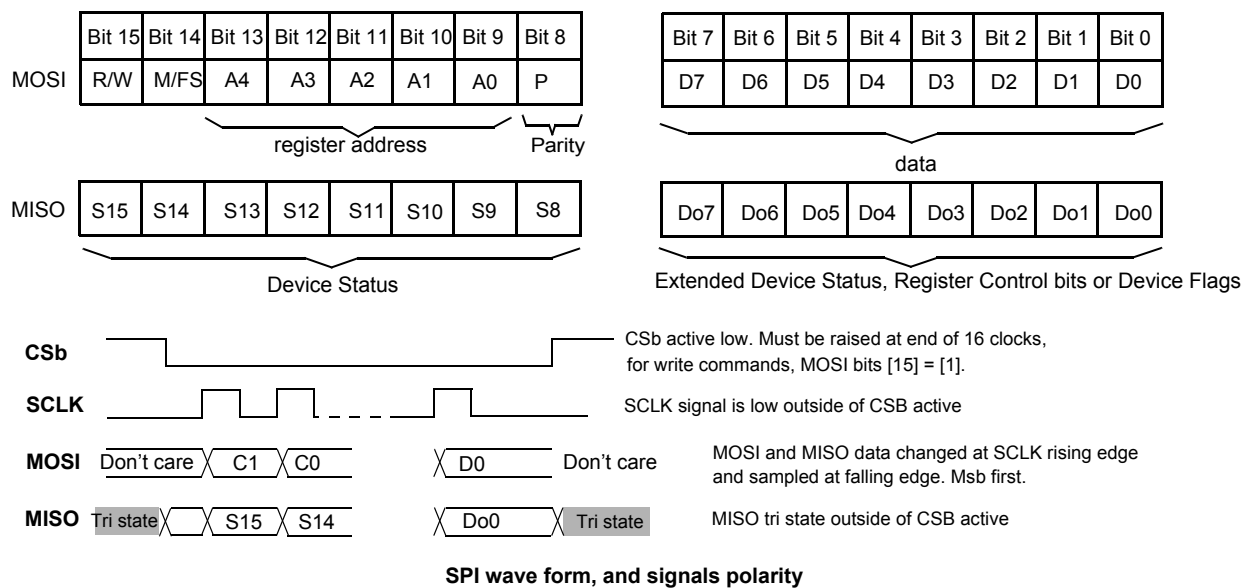 Bit 15 Bit 14 Bit 13 Bit 12 Bit 11 Bit 10 Bit 9 Bit 8 Bit 7 Bit 6 Bit 5 Bit 4 Bit 3 Bit 2 Bit 1 Bit 0
MOSI R/W M/FS A4 A3 A2 A1 A0 P D7 D6 D5 D4 D3 D2 D1 D0
register address Parity data
MISO S15 S14 S13 S12 S11 S10 S9 S8 Do7 Do6 Do5 Do4 Do3 Do2 Do1 Do0
Device Status Extended Device Status, Register Control bits or Device Flags
CSb CSb active low. Must be raised at end of 16 clocks,
for write commands, MOSI bits [15] = [1].
SCLK SCLK signal is low outside of CSB active
MOSI Don't care C1 C0 D0 Don't care MOSI and MISO data changed at SCLK rising edge
and sampled at falling edge. Msb first.
MISO Tri state S15 S14 Do0 Tri state MISO tri state outside of CSB active
SPI wave form, and signals polarity